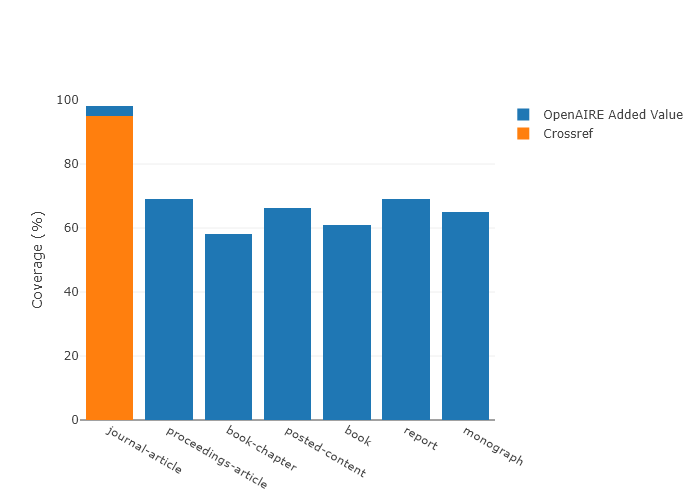 100
80
60
40
20
0
Coverage (%)
journal-article
proceedings-article
book-chapter
posted-content
book
report
monograph
OpenAIRE Added Value
Crossref